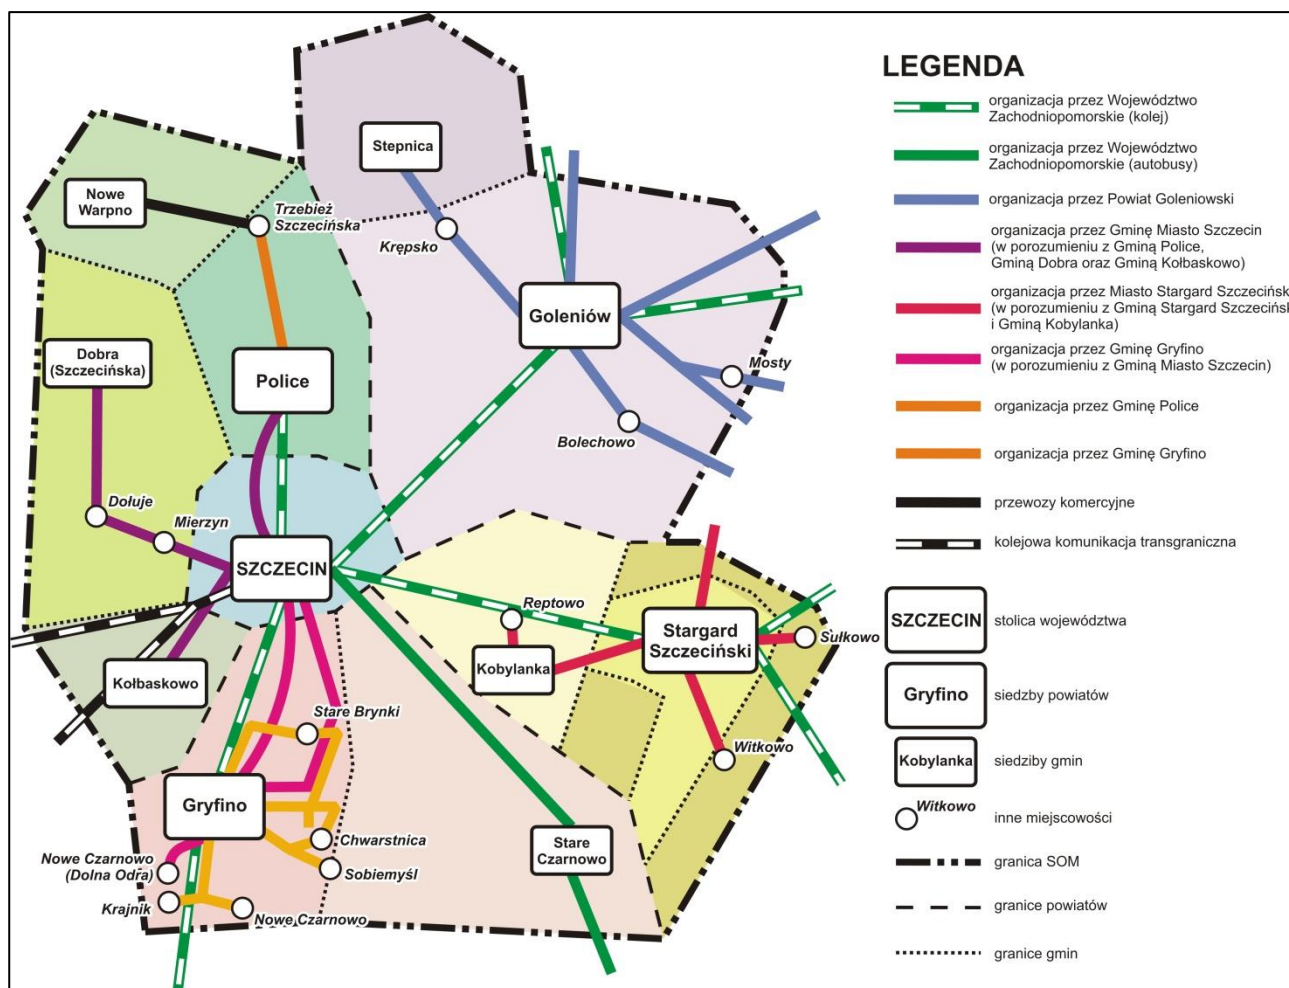 Stepnica
Nowe
Warpno
Trzebież
Szczecińska
Krępsko
Goleniów
Dobra
(Szczecińska)
Police
Mosty
Bolechowo
Dołuje
Mierzyn
SZCZECIN
Reptowo
Stargard
Szczeciński
Sułkowo
Kobylanka
Kołbaskowo
Stare Brynki
Witkowo
Gryfino
Chwarstnica
Stare
Czarnowo
Nowe Czarnowo
(Dolna Odra)
Sobiemyśl
Krajnik
Nowe Czarnowo
LEGENDA
organizacja przez Województwo
Zachodniopomorskie (kolej)
organizacja przez Województwo
Zachodniopomorskie (autobusy)
organizacja przez Powiat Goleniowski
organizacja przez Gminę Miasto Szczecin
(w porozumieniu z Gminą Police,
Gminą Dobra oraz Gminą Kołbaskowo)
organizacja przez Miasto Stargard Szczecińsk
(w porozumieniu z Gminą Stargard Szczecińsk
i Gminą Kobylanka)
organizacja przez Gminę Gryfino
(w porozumieniu z Gminą Miasto Szczecin)
organizacja przez Gminę Police
organizacja przez Gminę Gryfino
przewozy komercyjne
kolejowa komunikacja transgraniczna
SZCZECIN stolica województwa
Gryfino siedzby powiatów
Kobylanka siedziby gmin
Witkowo inne miejscowości
granica SOM
granice powiatów
granice gmin